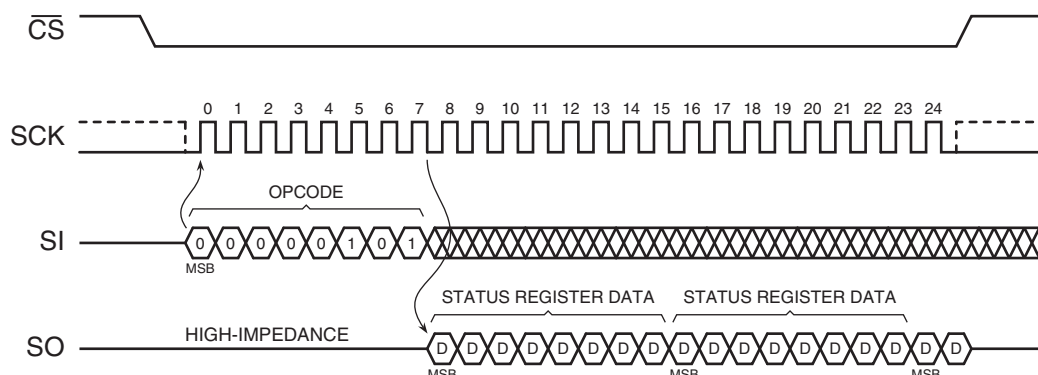 CS
0 1 2 3 4 5 6 7 8 9 10 11 12 13 14 15 16 17 18 19 20 21 22 23 24
SCK
OPCODE
SI 0 0 0 0 0 1 0 1
MSB
STATUS REGISTER DATA STATUS REGISTER DATA
HIGH-IMPEDANCE
SO D D D D D D D D D D D D D D D D D D
MSB MSB MSB